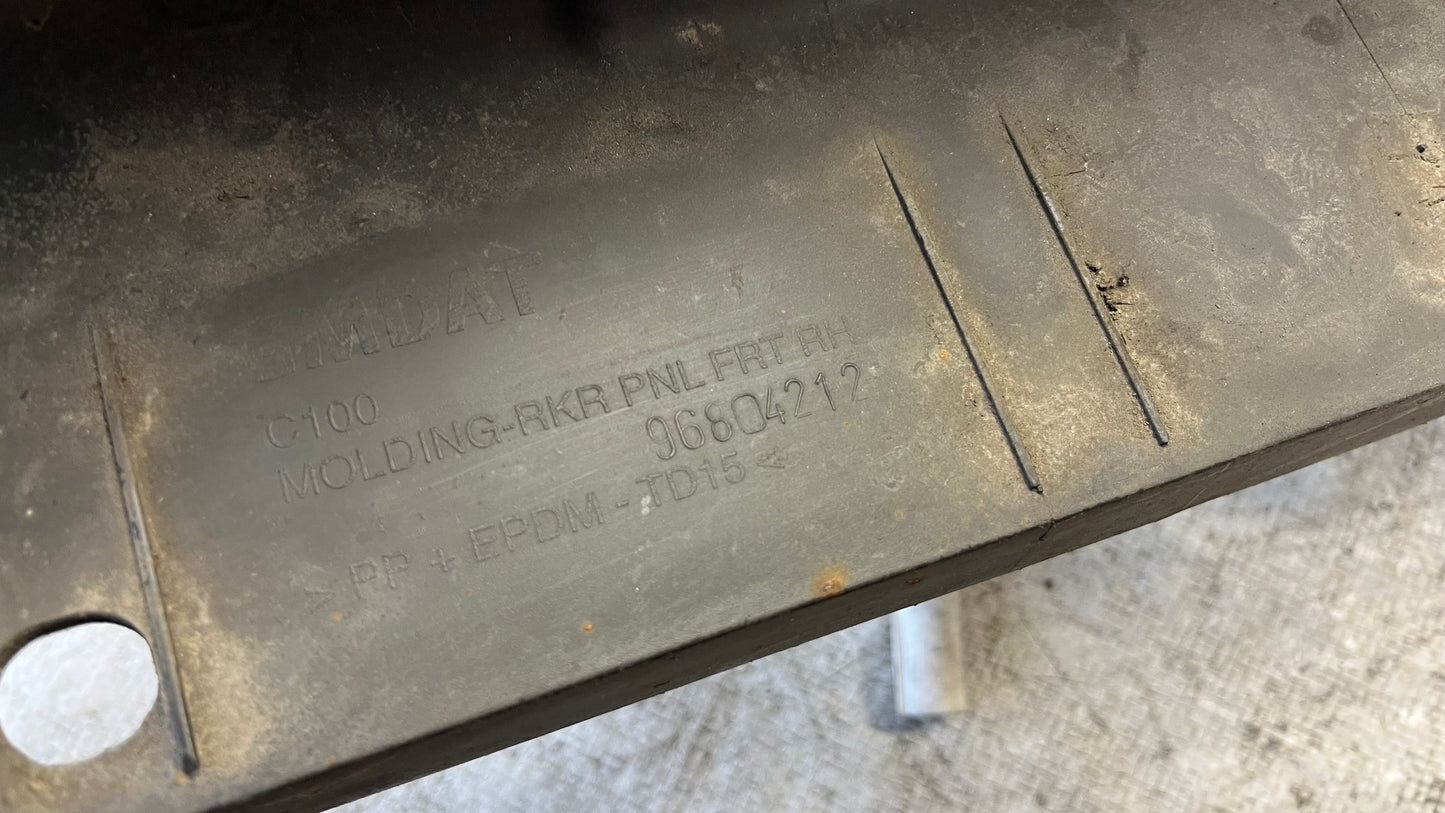 GMDAT
C100
MOLDING-RKR PNL FRT RH
96804212
> PP + EPDM - TD15 <